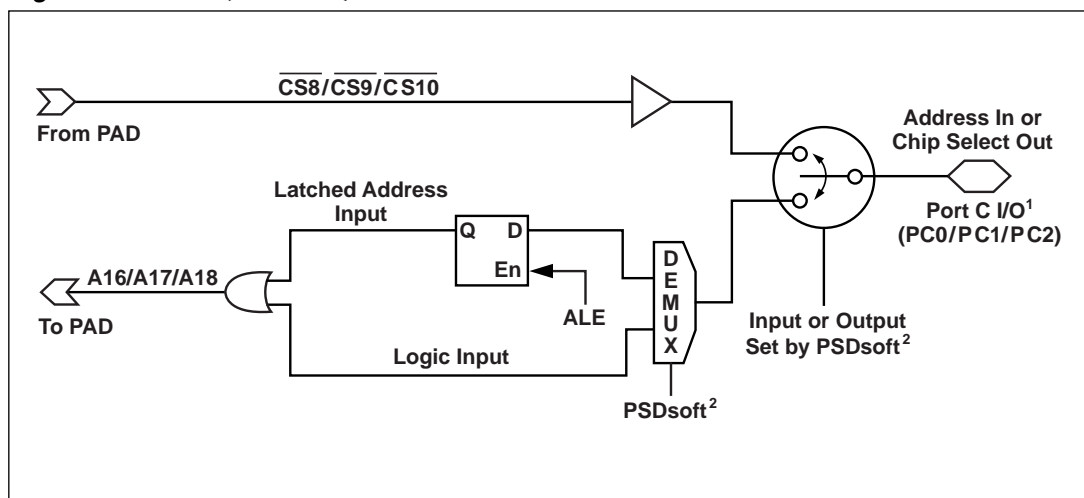 CS8/CS9/CS10
From PAD
Address In or
Chip Select Out
Latched Address
Input
Port C I/O¹
(PC0/PC1/PC2)
Q D
En
D
E
M
U
X
A16/A17/A18
To PAD
ALE
Input or Output
Set by PSDsoft²
Logic Input
PSDsoft²